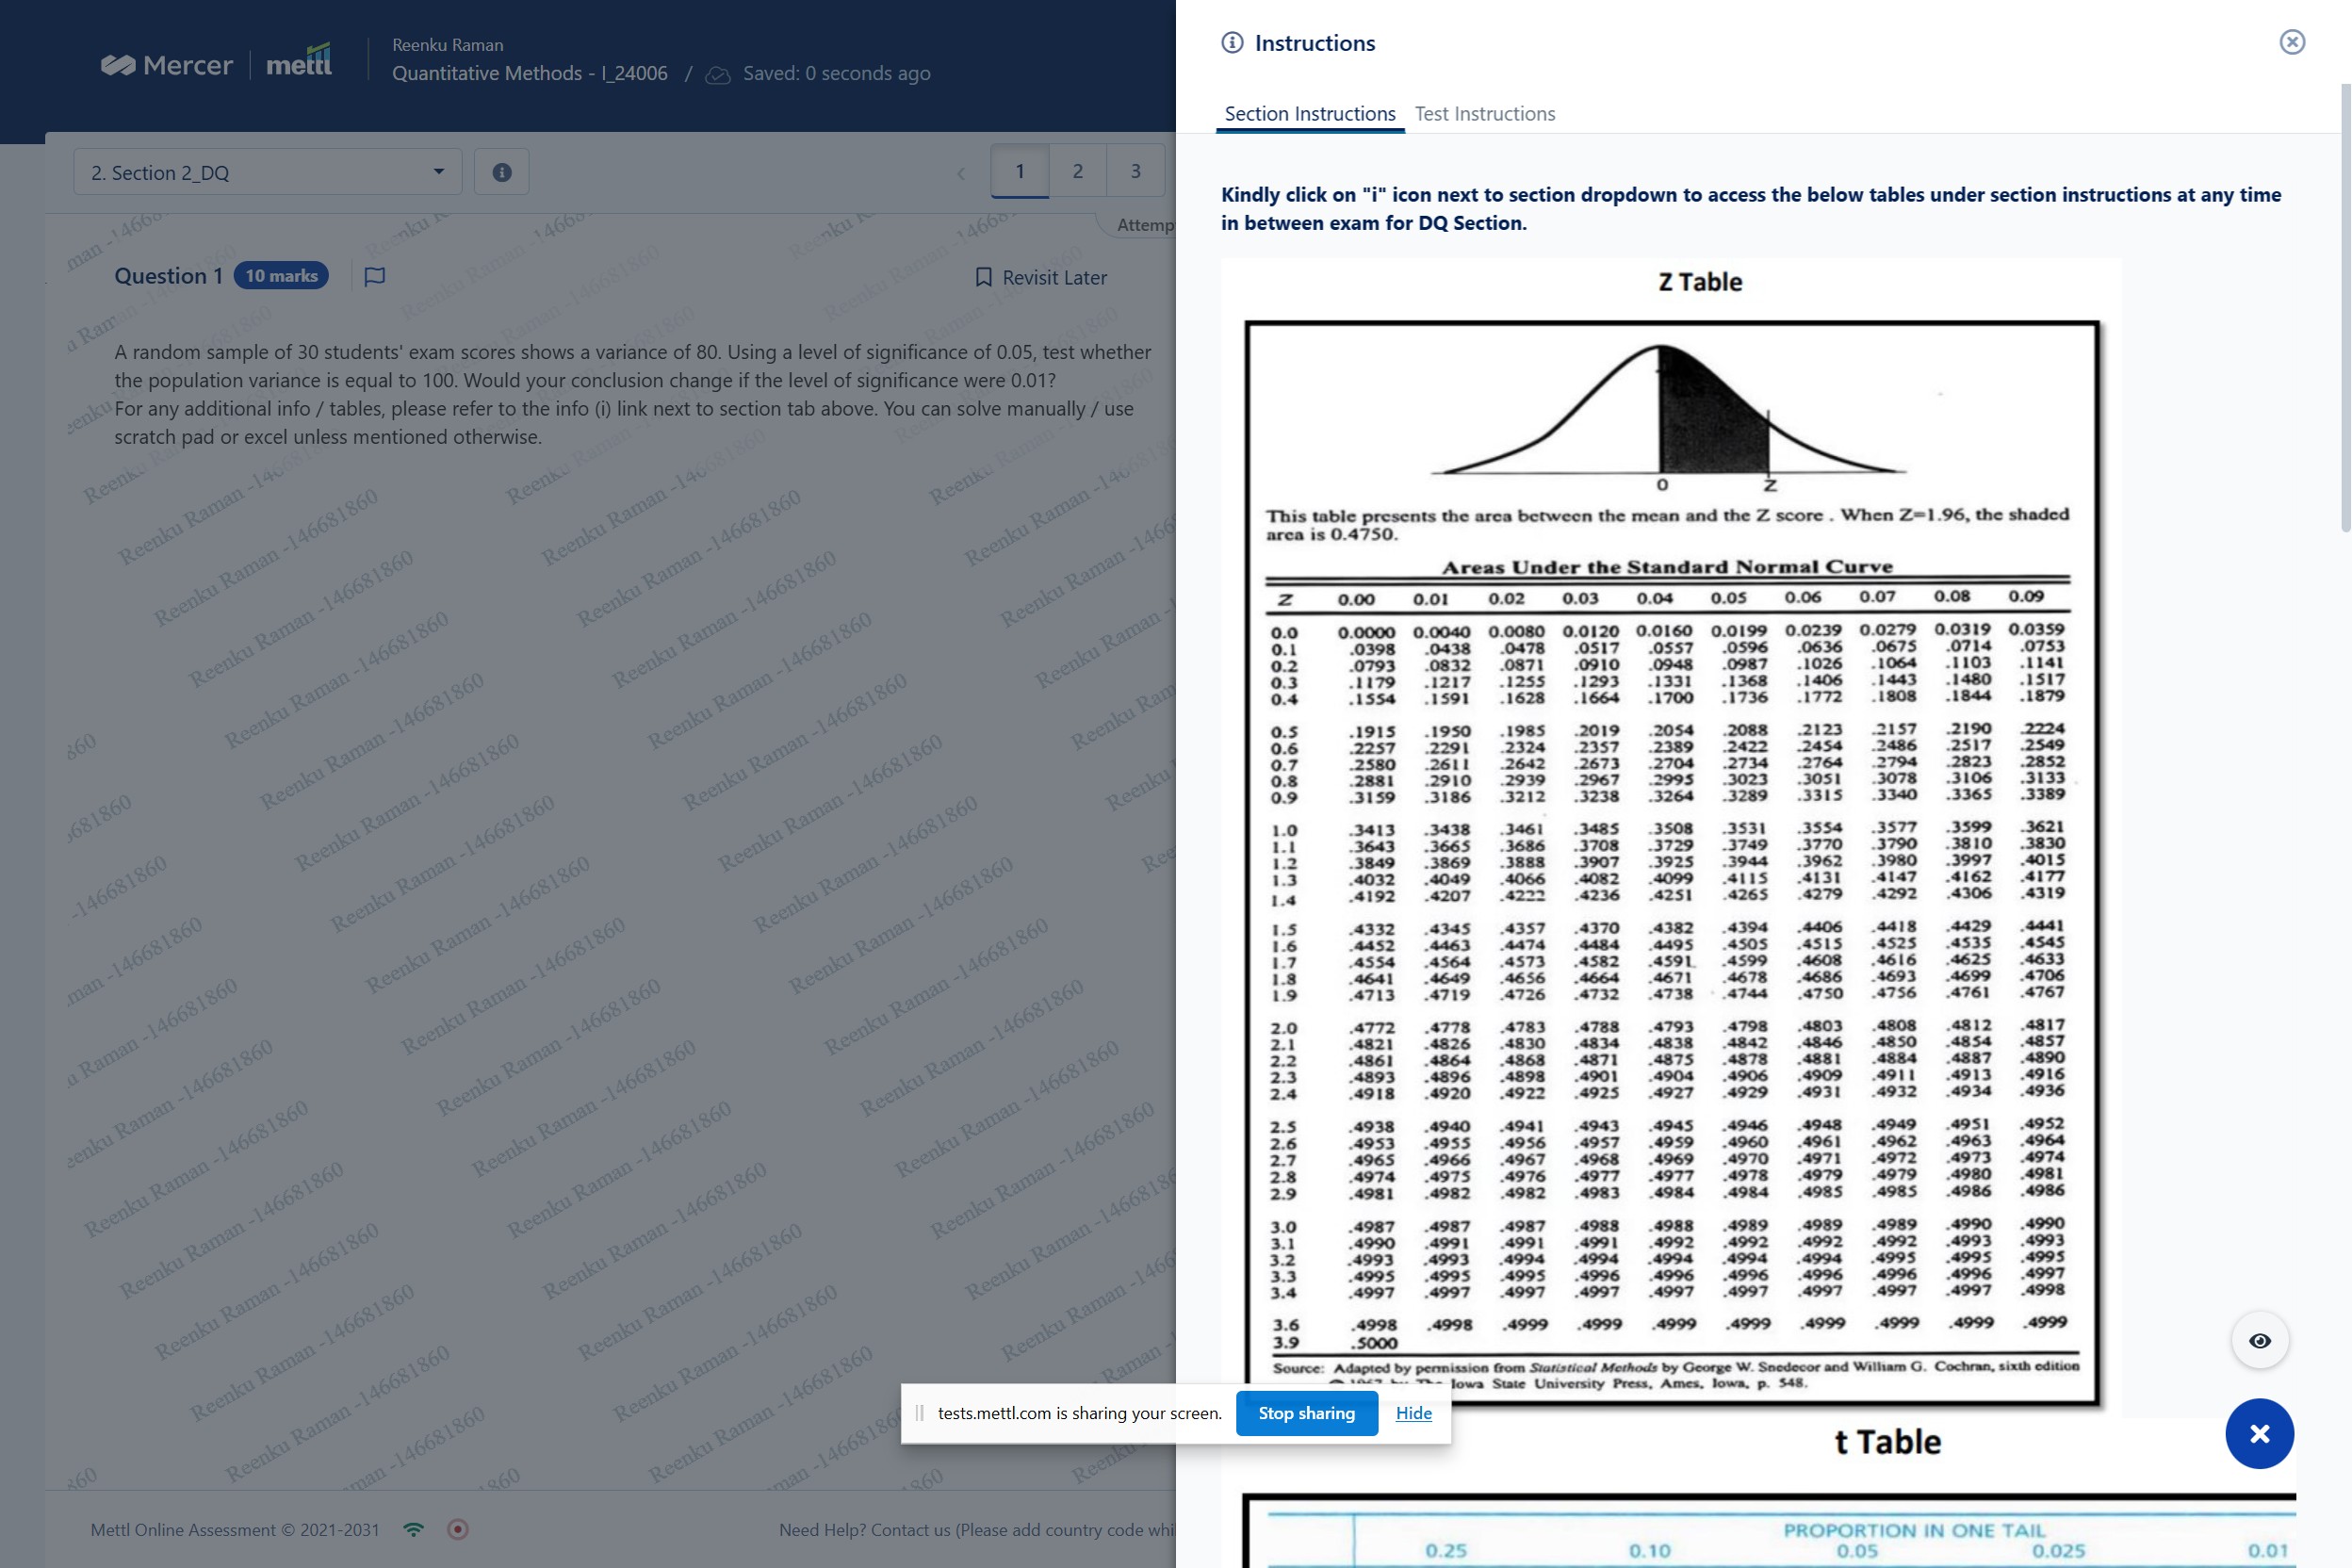 Mercer
mettl
Reenku Raman
Quantitative Methods - I_24006 / Saved: 0 seconds ago
2. Section 2_DQ
1 2 3
Attemp
Question 1 10 marks
Revisit Later
A random sample of 30 students' exam scores shows a variance of 80. Using a level of significance of 0.05, test whether
the population variance is equal to 100. Would your conclusion change if the level of significance were 0.01?
For any additional info / tables, please refer to the info (i) link next to section tab above. You can solve manually / use
scratch pad or excel unless mentioned otherwise.
Reenku Raman -146681860
Mettl Online Assessment © 2021-2031
Need Help? Contact us (Please add country code whi
Instructions
Section Instructions Test Instructions
Kindly click on "i" icon next to section dropdown to access the below tables under section instructions at any time
in between exam for DQ Section.
Z Table
0 Z
This table presents the area between the mean and the Z score . When Z=1.96, the shaded
area is 0.4750.
Areas Under the Standard Normal Curve
Z 0.00 0.01 0.02 0.03 0.04 0.05 0.06 0.07 0.08 0.09
0.0 0.0000 0.0040 0.0080 0.0120 0.0160 0.0199 0.0239 0.0279 0.0319 0.0359
0.1 .0398 .0438 .0478 .0517 .0557 .0596 .0636 .0675 .0714 .0753
0.2 .0793 .0832 .0871 .0910 .0948 .0987 .1026 .1064 .1103 .1141
0.3 .1179 .1217 .1255 .1293 .1331 .1368 .1406 .1443 .1480 .1517
0.4 .1554 .1591 .1628 .1664 .1700 .1736 .1772 .1808 .1844 .1879
0.5 .1915 .1950 .1985 .2019 .2054 .2088 .2123 .2157 .2190 .2224
0.6 .2257 .2291 .2324 .2357 .2389 .2422 .2454 .2486 .2517 .2549
0.7 .2580 .2611 .2642 .2673 .2704 .2734 .2764 .2794 .2823 .2852
0.8 .2881 .2910 .2939 .2967 .2995 .3023 .3051 .3078 .3106 .3133
0.9 .3159 .3186 .3212 .3238 .3264 .3289 .3315 .3340 .3365 .3389
1.0 .3413 .3438 .3461 .3485 .3508 .3531 .3554 .3577 .3599 .3621
1.1 .3643 .3665 .3686 .3708 .3729 .3749 .3770 .3790 .3810 .3830
1.2 .3849 .3869 .3888 .3907 .3925 .3944 .3962 .3980 .3997 .4015
1.3 .4032 .4049 .4066 .4082 .4099 .4115 .4131 .4147 .4162 .4177
1.4 .4192 .4207 .4222 .4236 .4251 .4265 .4279 .4292 .4306 .4319
1.5 .4332 .4345 .4357 .4370 .4382 .4394 .4406 .4418 .4429 .4441
1.6 .4452 .4463 .4474 .4484 .4495 .4505 .4515 .4525 .4535 .4545
1.7 .4554 .4564 .4573 .4582 .4591 .4599 .4608 .4616 .4625 .4633
1.8 .4641 .4649 .4656 .4664 .4671 .4678 .4686 .4693 .4699 .4706
1.9 .4713 .4719 .4726 .4732 .4738 .4744 .4750 .4756 .4761 .4767
2.0 .4772 .4778 .4783 .4788 .4793 .4798 .4803 .4808 .4812 .4817
2.1 .4821 .4826 .4830 .4834 .4838 .4842 .4846 .4850 .4854 .4857
2.2 .4861 .4864 .4868 .4871 .4875 .4878 .4881 .4884 .4887 .4890
2.3 .4893 .4896 .4898 .4901 .4904 .4906 .4909 .4911 .4913 .4916
2.4 .4918 .4920 .4922 .4925 .4927 .4929 .4931 .4932 .4934 .4936
2.5 .4938 .4940 .4941 .4943 .4945 .4946 .4948 .4949 .4951 .4952
2.6 .4953 .4955 .4956 .4957 .4959 .4960 .4961 .4962 .4963 .4964
2.7 .4965 .4966 .4967 .4968 .4969 .4970 .4971 .4972 .4973 .4974
2.8 .4974 .4975 .4976 .4977 .4977 .4978 .4979 .4979 .4980 .4981
2.9 .4981 .4982 .4982 .4983 .4984 .4984 .4985 .4985 .4986 .4986
3.0 .4987 .4987 .4987 .4988 .4988 .4989 .4989 .4989 .4990 .4990
3.1 .4990 .4991 .4991 .4991 .4992 .4992 .4992 .4992 .4993 .4993
3.2 .4993 .4993 .4994 .4994 .4994 .4994 .4994 .4995 .4995 .4995
3.3 .4995 .4995 .4995 .4996 .4996 .4996 .4996 .4996 .4996 .4997
3.4 .4997 .4997 .4997 .4997 .4997 .4997 .4997 .4997 .4997 .4998
3.6 .4998 .4998 .4999 .4999 .4999 .4999 .4999 .4999 .4999 .4999
3.9 .5000
Source: Adapted by permission from Statistical Methods by George W. Snedecor and William G. Cochran, sixth edition
Iowa State University Press, Ames, Iowa, p. 548.
tests.mettl.com is sharing your screen. Stop sharing Hide
t Table
PROPORTION IN ONE TAIL
0.25 0.10 0.05 0.025 0.01